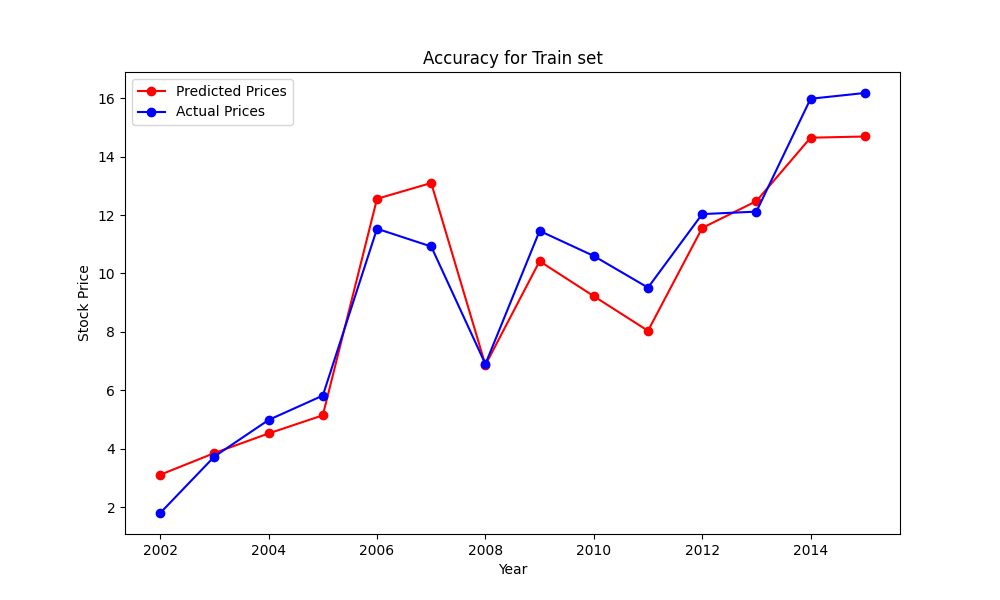 Accuracy for Train set
Predicted Prices
Actual Prices
Stock Price
16
14
12
10
8
6
4
2
2002 2004 2006 2008 2010 2012 2014
Year